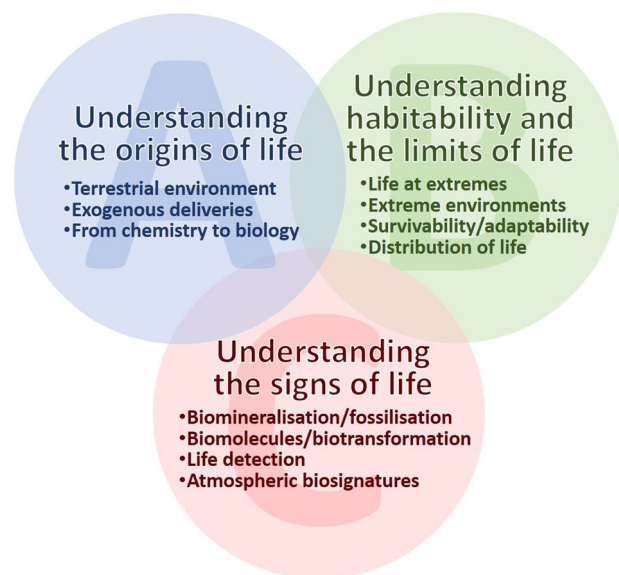 A
Understanding
the origins of life
•Terrestrial environment
•Exogenous deliveries
•From chemistry to biology
B
Understanding
habitability and
the limits of life
•Life at extremes
•Extreme environments
•Survivability/adaptability
•Distribution of life
C
Understanding
the signs of life
•Biomineralisation/fossilisation
•Biomolecules/biotransformation
•Life detection
•Atmospheric biosignatures